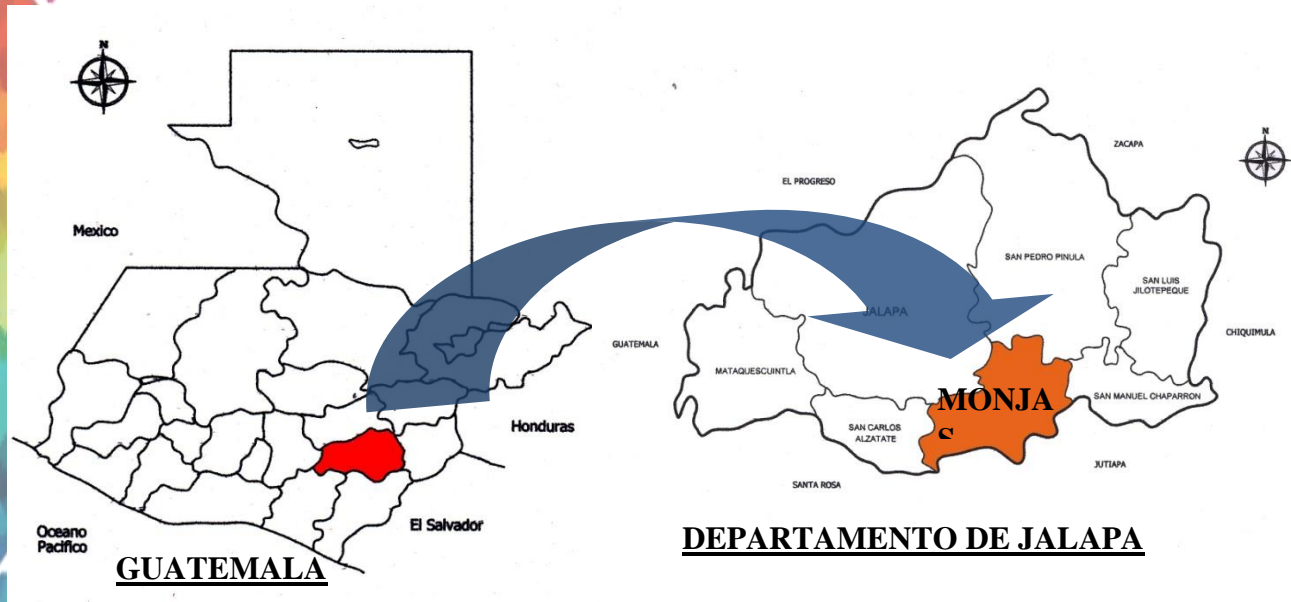 N
Mexico
Honduras
El Salvador
Oceano
Pacifico
GUATEMALA
N
ZACAPA
EL PROGRESO
SAN PEDRO PINULA
SAN LUIS
JILOTEPEQUE
GUATEMALA
JALAPA
CHIQUIMULA
MATAQUESCUINTLA
MONJA
S
SAN MANUEL CHAPARRON
SAN CARLOS
ALZATATE
JUTIAPA
SANTA ROSA
DEPARTAMENTO DE JALAPA